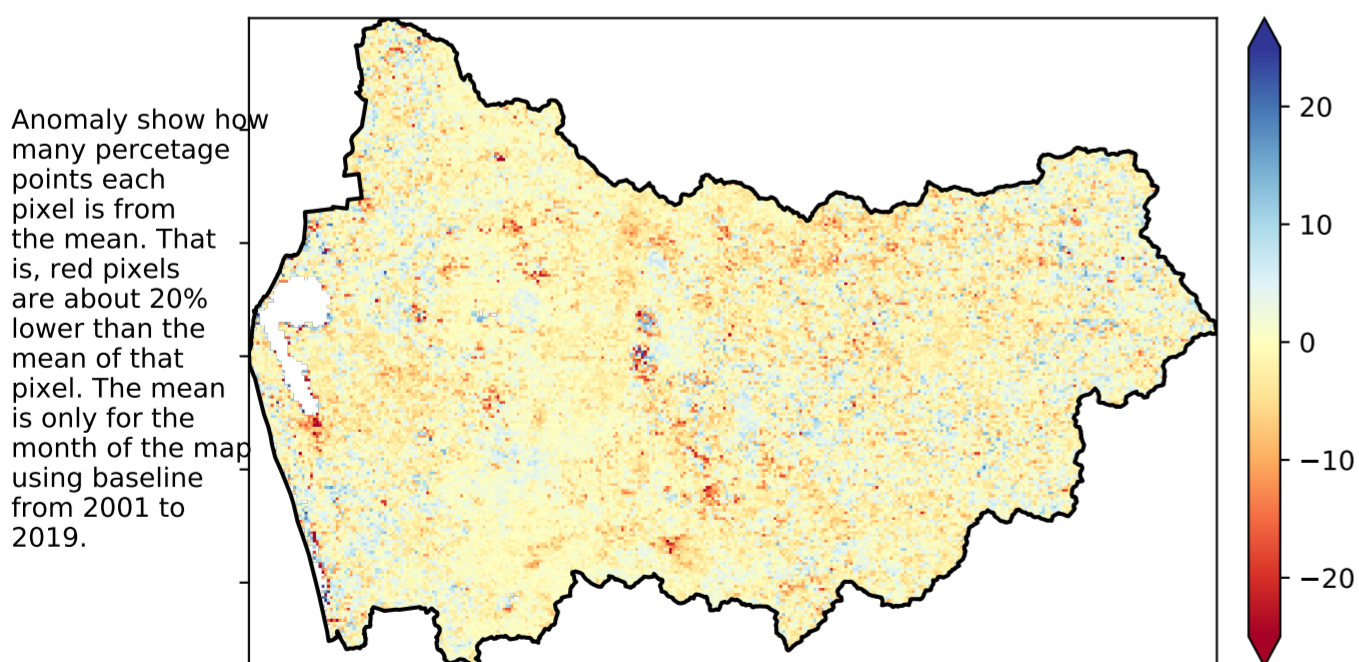 Anomaly show how
many percetage
points each
pixel is from
the mean. That
is, red pixels
are about 20%
lower than the
mean of that
pixel. The mean
is only for the
month of the map
using baseline
from 2001 to
2019.
20
10
0
−10
−20